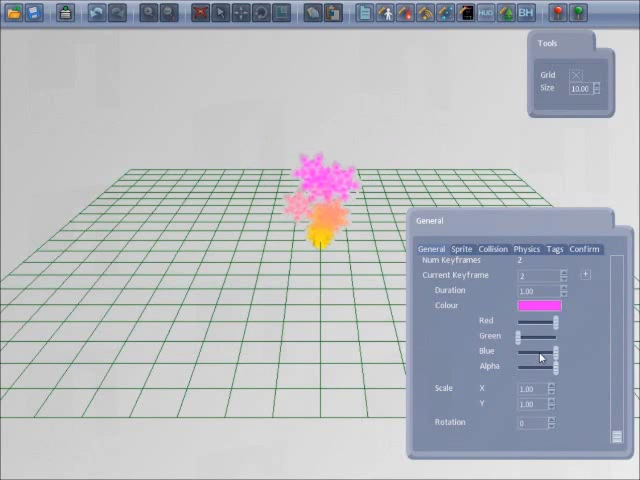 HUD BH
Tools
Grid
Size 10.00
General
General Sprite Collision Physics Tags Confirm
Num Keyframes 2
Current Keyframe 2 +
Duration 1.00
Colour
Red
Green
Blue
Alpha
Scale X 1.00
Y 1.00
Rotation 0